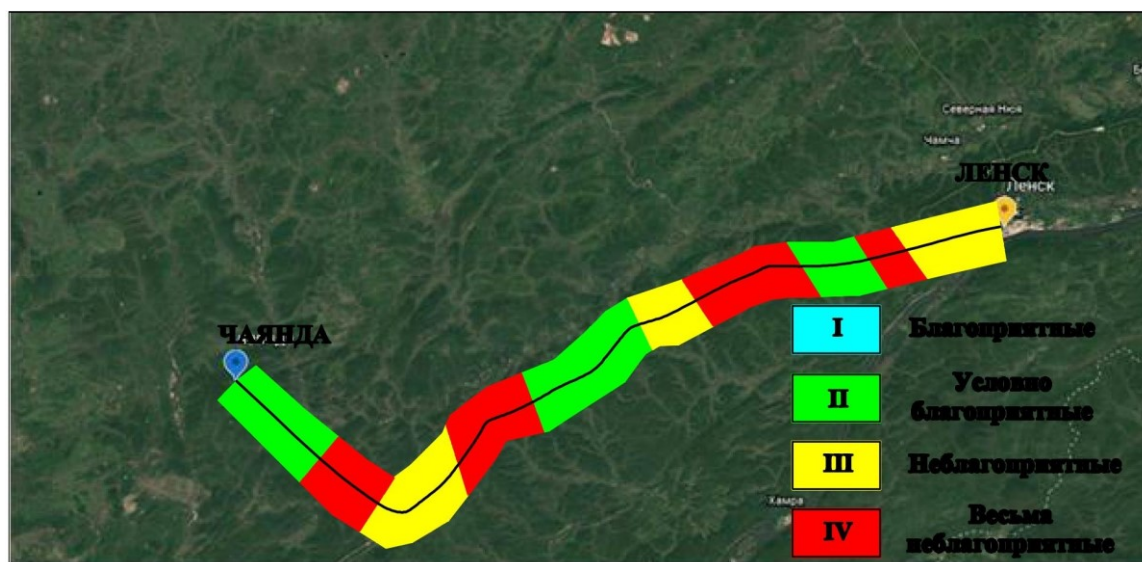 Северная Нюя
Чамча
ЛЕНСК
Ленск
ЧАЯНДА
I
Благоприятные
II
Условно
благоприятные
III
Неблагоприятные
Хамра
IV
Весьма
неблагоприятные